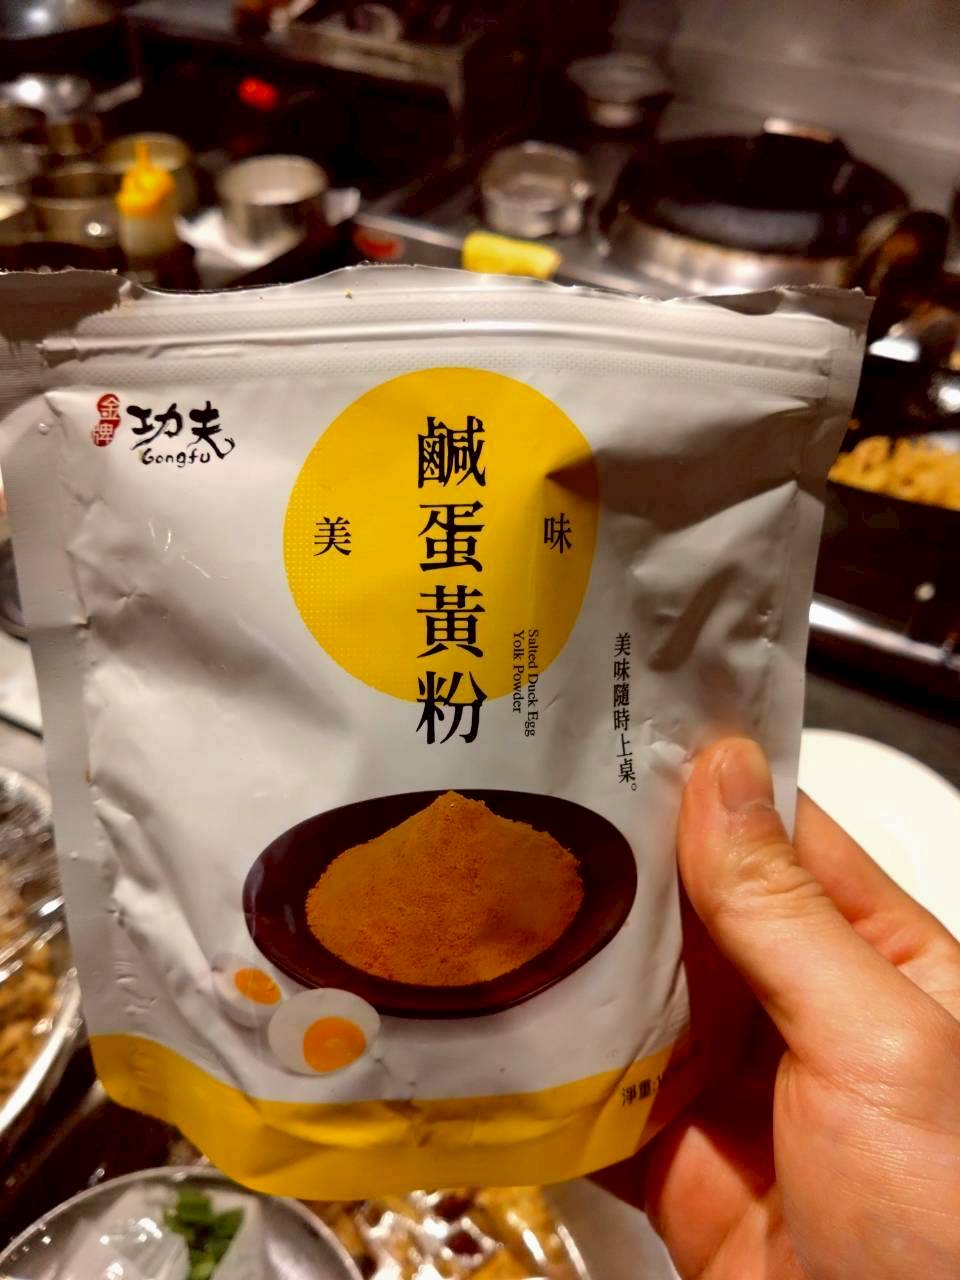 金牌
功夫
Gongfu
鹹蛋黃粉
美 味
Salted Duck Egg
Yolk Powder
美味隨時上桌。
淨重: